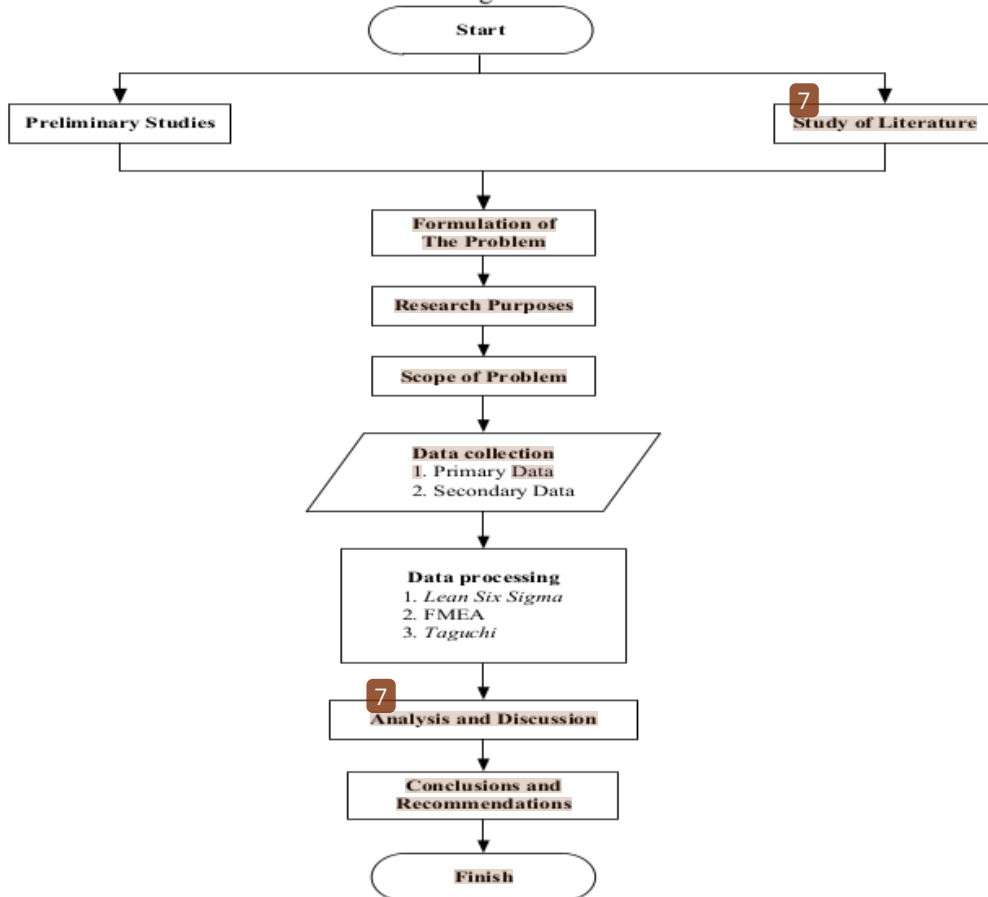 Start
Preliminary Studies
7
Study of Literature
Formulation of
The Problem
Research Purposes
Scope of Problem
Data collection
1. Primary Data
2. Secondary Data
Data processing
1. Lean Six Sigma
2. FMEA
3. Taguchi
7
Analysis and Discussion
Conclusions and
Recommendations
Finish